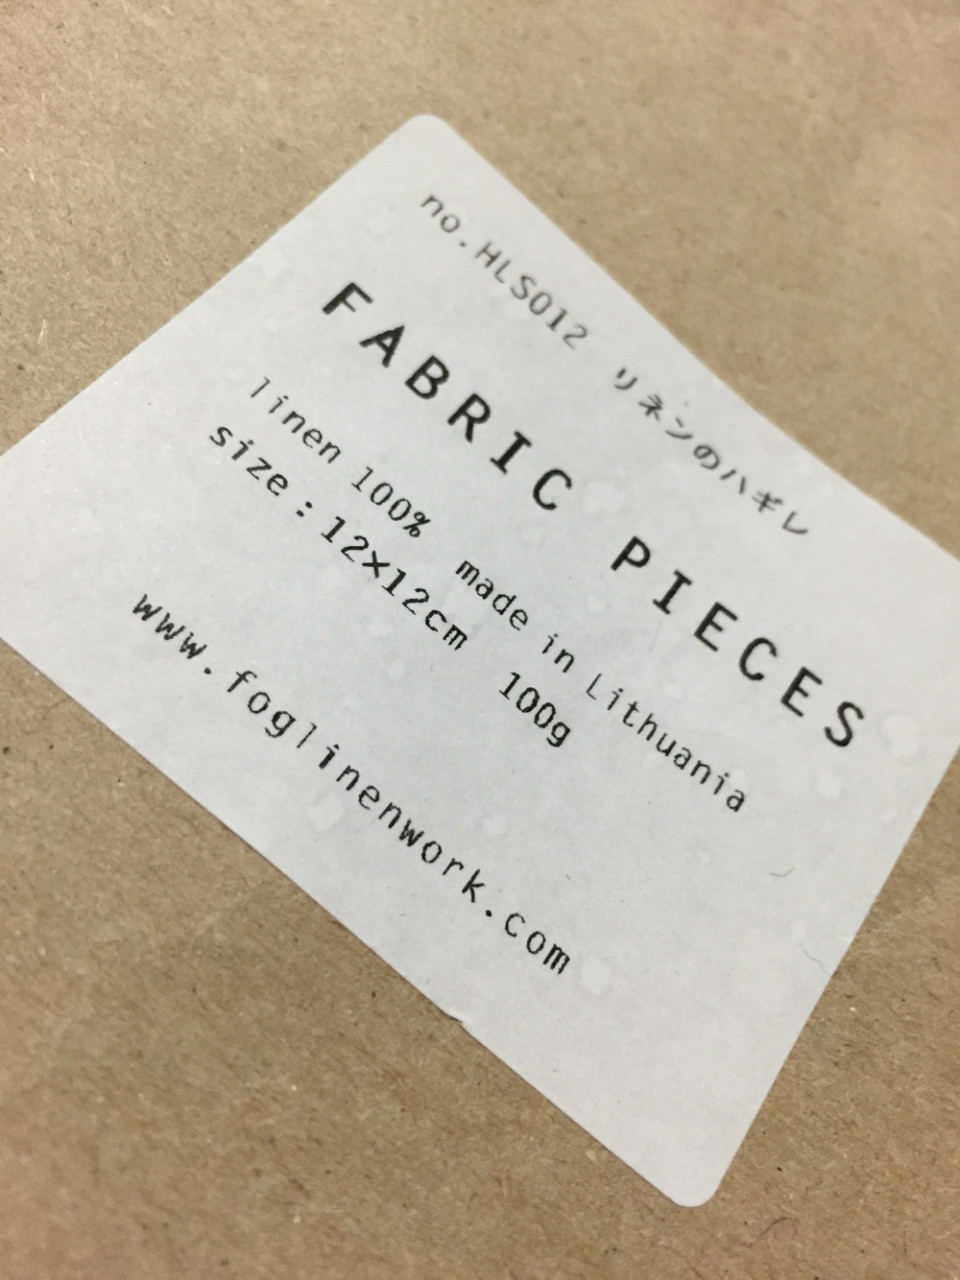 no.HLS012 リネンのハギレ
FABRIC PIECES
linen 100% made in Lithuania
size：12×12cm 100g
www.foglinenwork.com